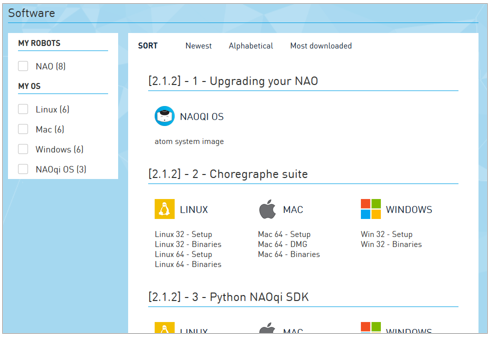 Software
MY ROBOTS
NAO (8)
MY OS
Linux (6)
Mac (6)
Windows (6)
NAOqi OS (3)
SORT Newest Alphabetical Most downloaded
[2.1.2] - 1 - Upgrading your NAO
NAOQI OS
atom system image
[2.1.2] - 2 - Choregraphe suite
LINUX
Linux 32 - Setup
Linux 32 - Binaries
Linux 64 - Setup
Linux 64 - Binaries
MAC
Mac 64 - Setup
Mac 64 - DMG
Mac 64 - Binaries
WINDOWS
Win 32 - Setup
Win 32 - Binaries
[2.1.2] - 3 - Python NAOqi SDK
LINUX MAC WINDOWS